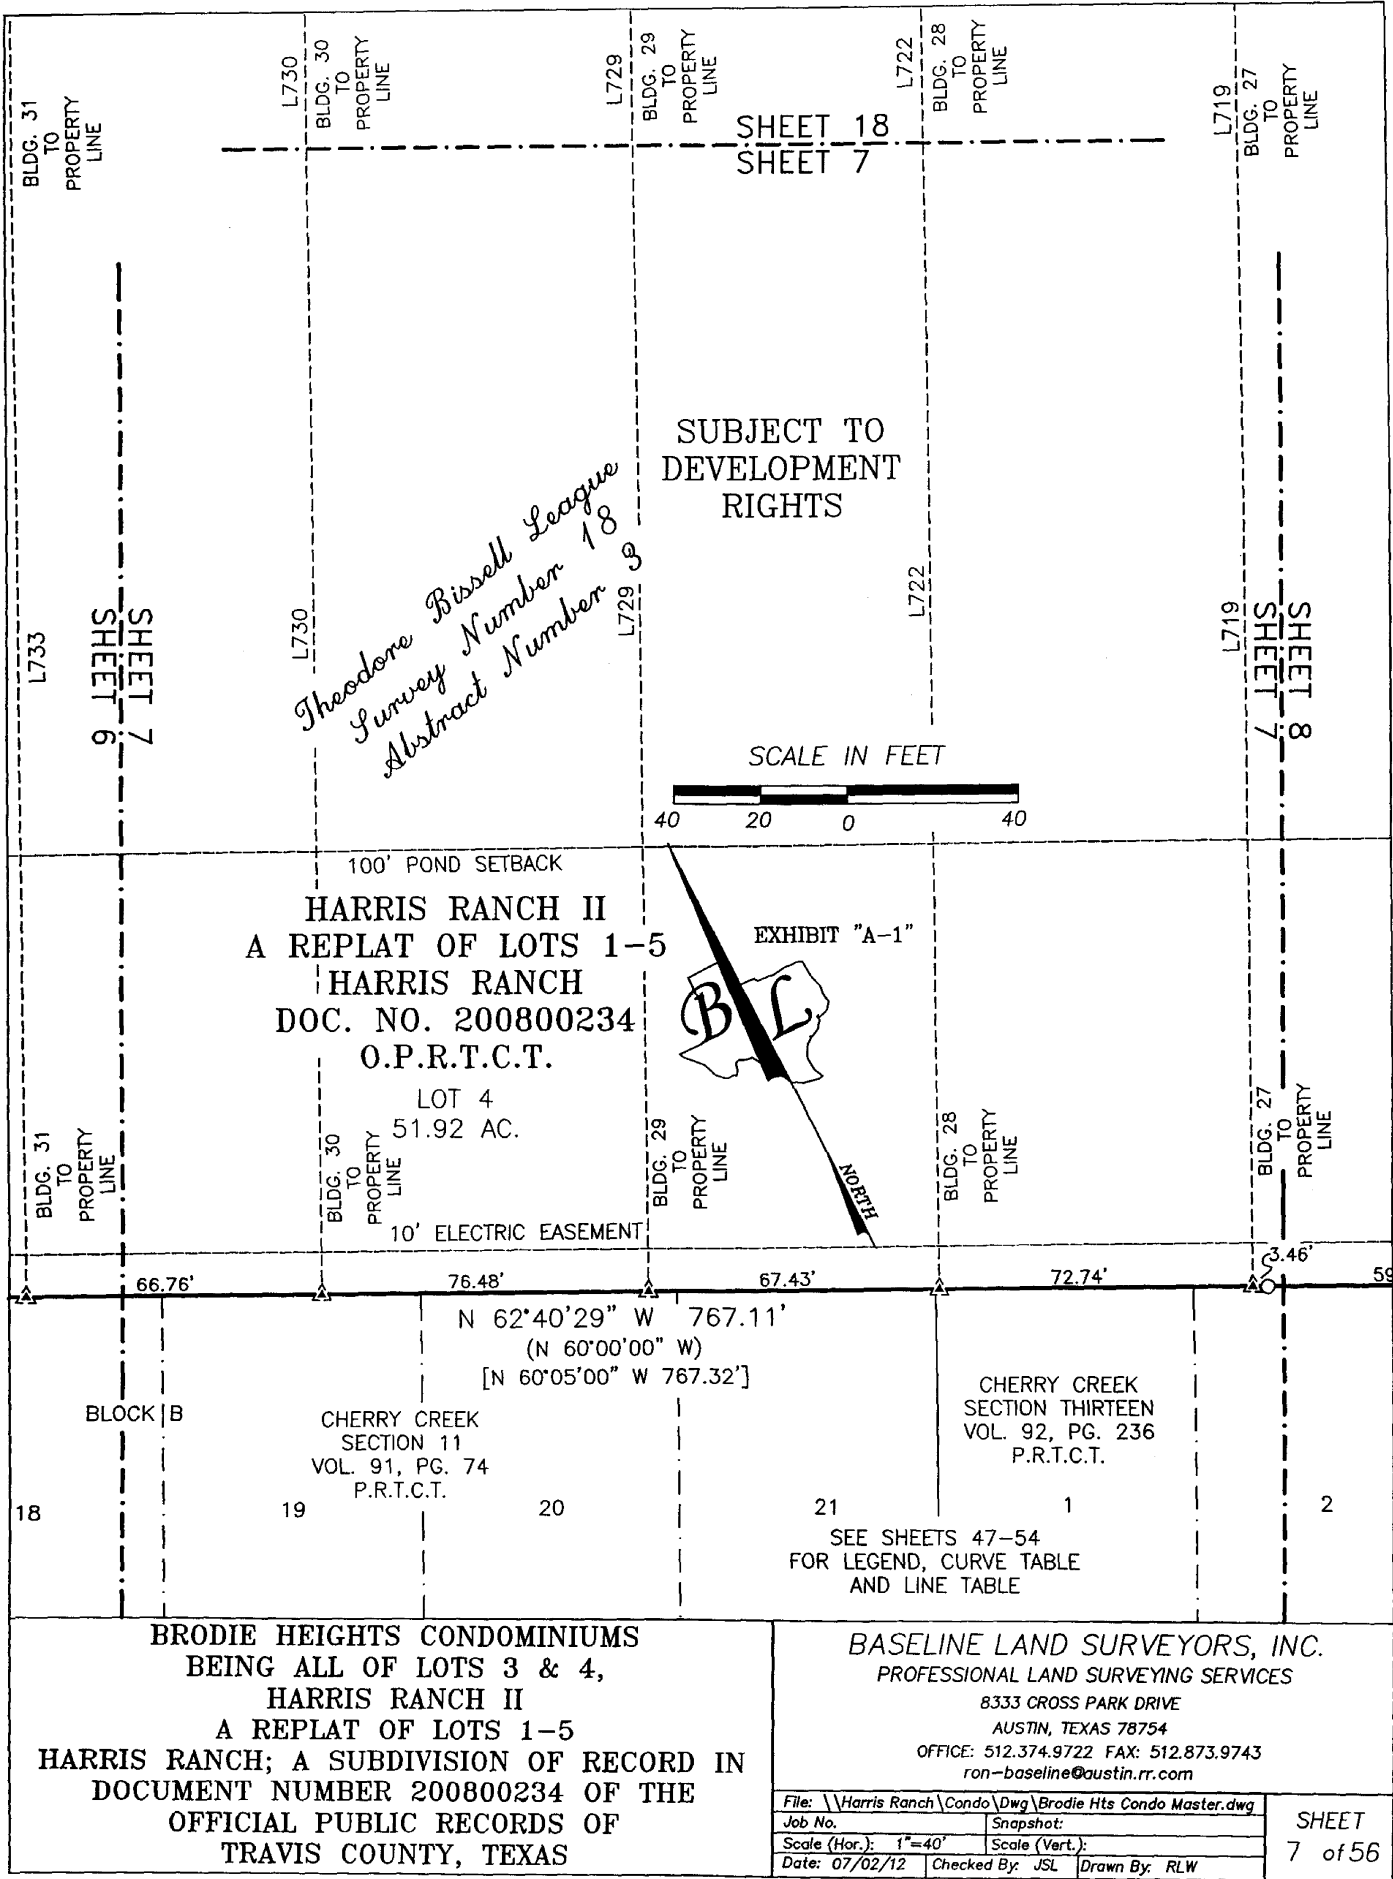 BLDG. 31
TO
PROPERTY
LINE
L730
BLDG. 30
TO
PROPERTY
LINE
L729
BLDG. 29
TO
PROPERTY
LINE
L722
BLDG. 28
TO
PROPERTY
LINE
L719
BLDG. 27
TO
PROPERTY
LINE
SHEET 18
SHEET 7
SUBJECT TO
DEVELOPMENT
RIGHTS
Theodore Bissell League
Survey Number 18
Abstract Number 3
L733
SHEET 7
SHEET 6
L730
L729
L722
L719
SHEET 8
SHEET 7
SCALE IN FEET
40 20 0 40
100' POND SETBACK
HARRIS RANCH II
A REPLAT OF LOTS 1-5
HARRIS RANCH
DOC. NO. 200800234
O.P.R.T.C.T.
LOT 4
51.92 AC.
EXHIBIT "A-1"
B L
NORTH
BLDG. 31
TO
PROPERTY
LINE
BLDG. 30
TO
PROPERTY
LINE
BLDG. 29
TO
PROPERTY
LINE
BLDG. 28
TO
PROPERTY
LINE
BLDG. 27
TO
PROPERTY
LINE
10' ELECTRIC EASEMENT
66.76' 76.48' 67.43' 72.74' 3.46' 59
N 62°40'29" W 767.11'
(N 60°00'00" W)
[N 60°05'00" W 767.32']
BLOCK B
CHERRY CREEK
SECTION 11
VOL. 91, PG. 74
P.R.T.C.T.
CHERRY CREEK
SECTION THIRTEEN
VOL. 92, PG. 236
P.R.T.C.T.
18 19 20 21 1 2
SEE SHEETS 47-54
FOR LEGEND, CURVE TABLE
AND LINE TABLE
BRODIE HEIGHTS CONDOMINIUMS
BEING ALL OF LOTS 3 & 4,
HARRIS RANCH II
A REPLAT OF LOTS 1-5
HARRIS RANCH; A SUBDIVISION OF RECORD IN
DOCUMENT NUMBER 200800234 OF THE
OFFICIAL PUBLIC RECORDS OF
TRAVIS COUNTY, TEXAS
BASELINE LAND SURVEYORS, INC.
PROFESSIONAL LAND SURVEYING SERVICES
8333 CROSS PARK DRIVE
AUSTIN, TEXAS 78754
OFFICE: 512.374.9722 FAX: 512.873.9743
ron-baseline@austin.rr.com
File: \\Harris Ranch\Condo\Dwg\Brodie Hts Condo Master.dwg
Job No. Snapshot:
Scale (Hor.): 1"=40' Scale (Vert.):
Date: 07/02/12 Checked By: JSL Drawn By: RLW
SHEET
7 of 56